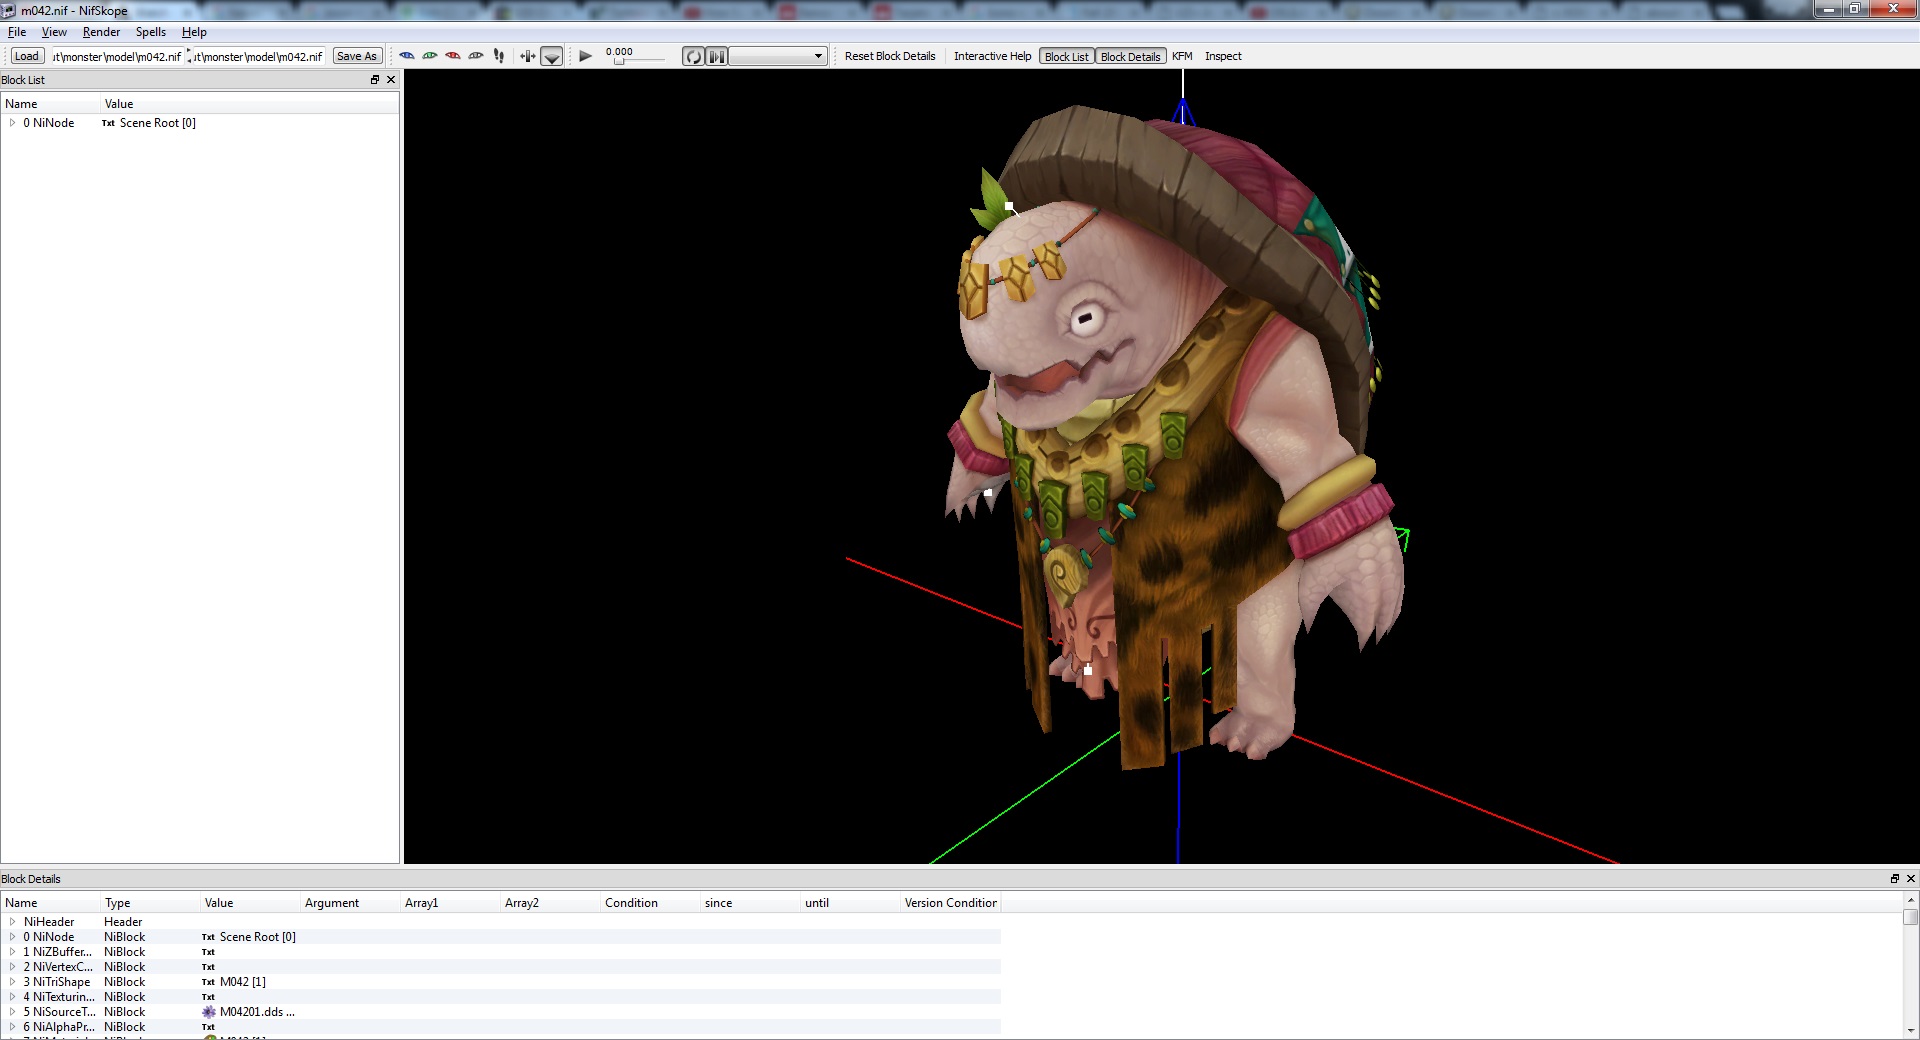 m042.nif - NifSkope
File View Render Spells Help
Load ut\monster\model\m042.nif ut\monster\model\m042.nif Save As 0.000 Reset Block Details Interactive Help Block List Block Details KFM Inspect
Block List
Name Value
0 NiNode Txt Scene Root [0]
Block Details
Name Type Value Argument Array1 Array2 Condition since until Version Condition
NiHeader Header
0 NiNode NiBlock Txt Scene Root [0]
1 NiZBuffer... NiBlock Txt
2 NiVertexC... NiBlock Txt
3 NiTriShape NiBlock Txt M042 [1]
4 NiTexturin... NiBlock Txt
5 NiSourceT... NiBlock M04201.dds ...
6 NiAlphaPr... NiBlock Txt